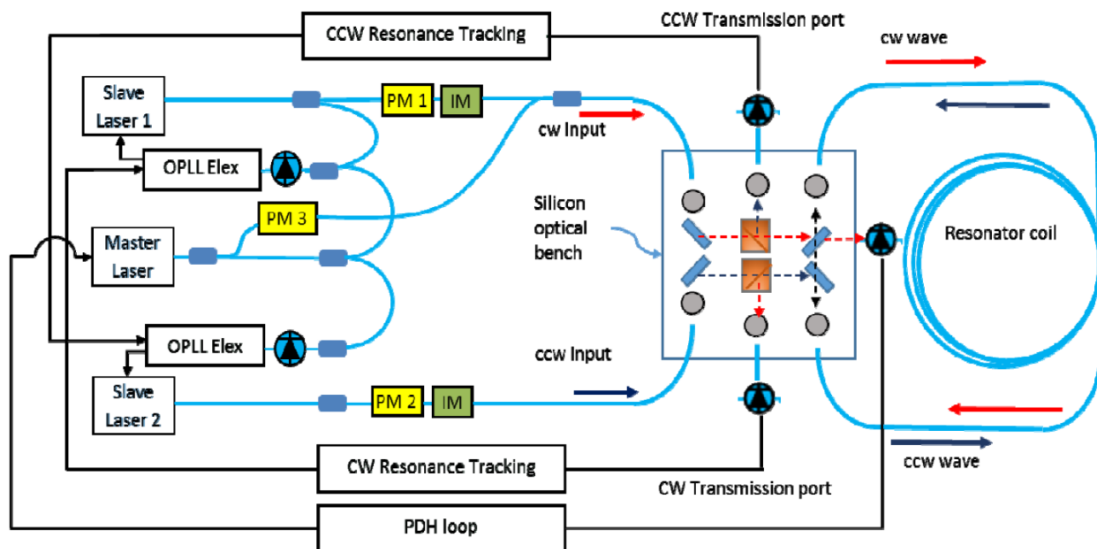 CCW Transmission port
CCW Resonance Tracking
cw wave
Slave
Laser 1
PM 1
IM
cw Input
OPLL Elex
PM 3
Silicon
optical
bench
Master
Laser
Resonator coil
OPLL Elex
ccw Input
Slave
Laser 2
PM 2
IM
ccw wave
CW Resonance Tracking
CW Transmission port
PDH loop